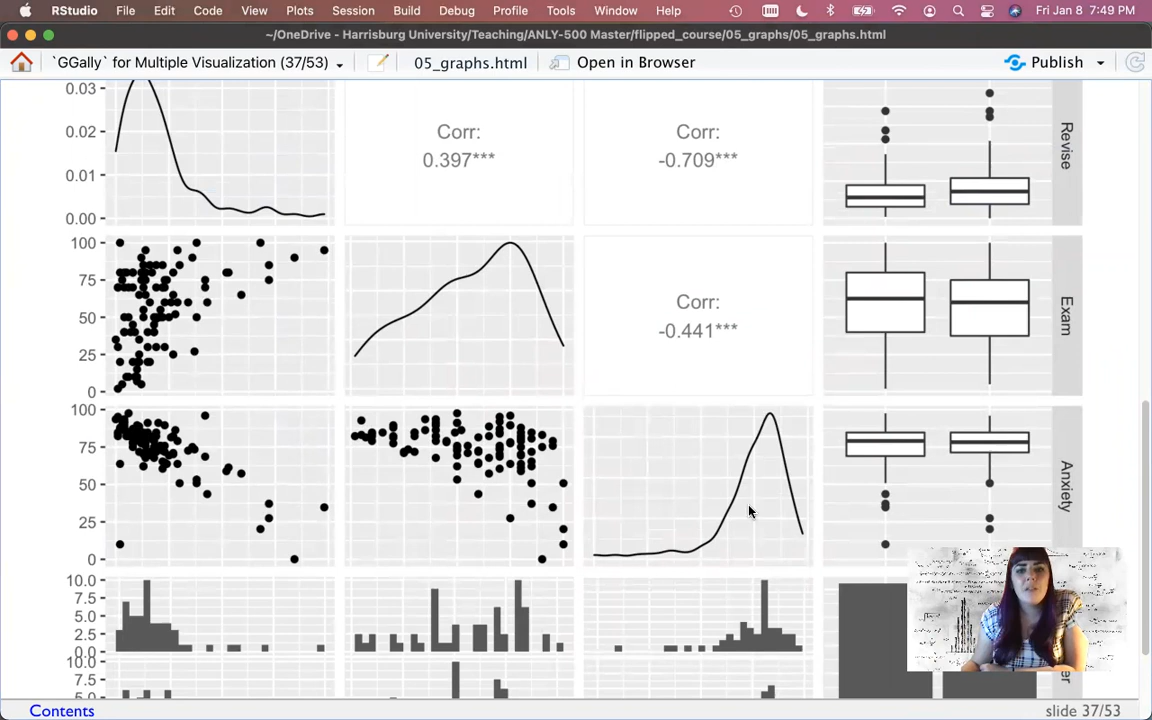 RStudio File Edit Code View Plots Session Build Debug Profile Tools Window Help Fri Jan 8 7:49 PM
~/OneDrive - Harrisburg University/Teaching/ANLY-500 Master/flipped_course/05_graphs/05_graphs.html
`GGally` for Multiple Visualization (37/53) 05_graphs.html Open in Browser Publish
0.03
0.02
0.01
0.00
Corr:
0.397***
Corr:
-0.709***
Revise
100
75
50
25
0
Corr:
-0.441***
Exam
100
75
50
25
0
Anxiety
10.0
7.5
5.0
2.5
0.0
10.0
7.5
5.0
Contents slide 37/53